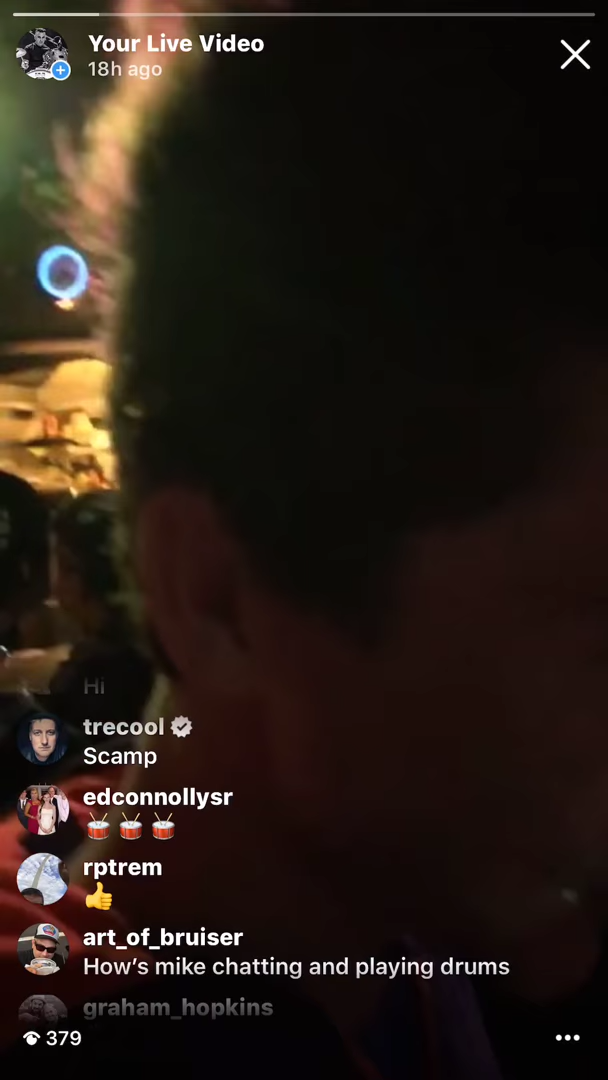 Your Live Video
18h ago
Hi
trecool
Scamp
edconnollysr
🥁🥁🥁
rptrem
👍
art_of_bruiser
How's mike chatting and playing drums
graham_hopkins
379